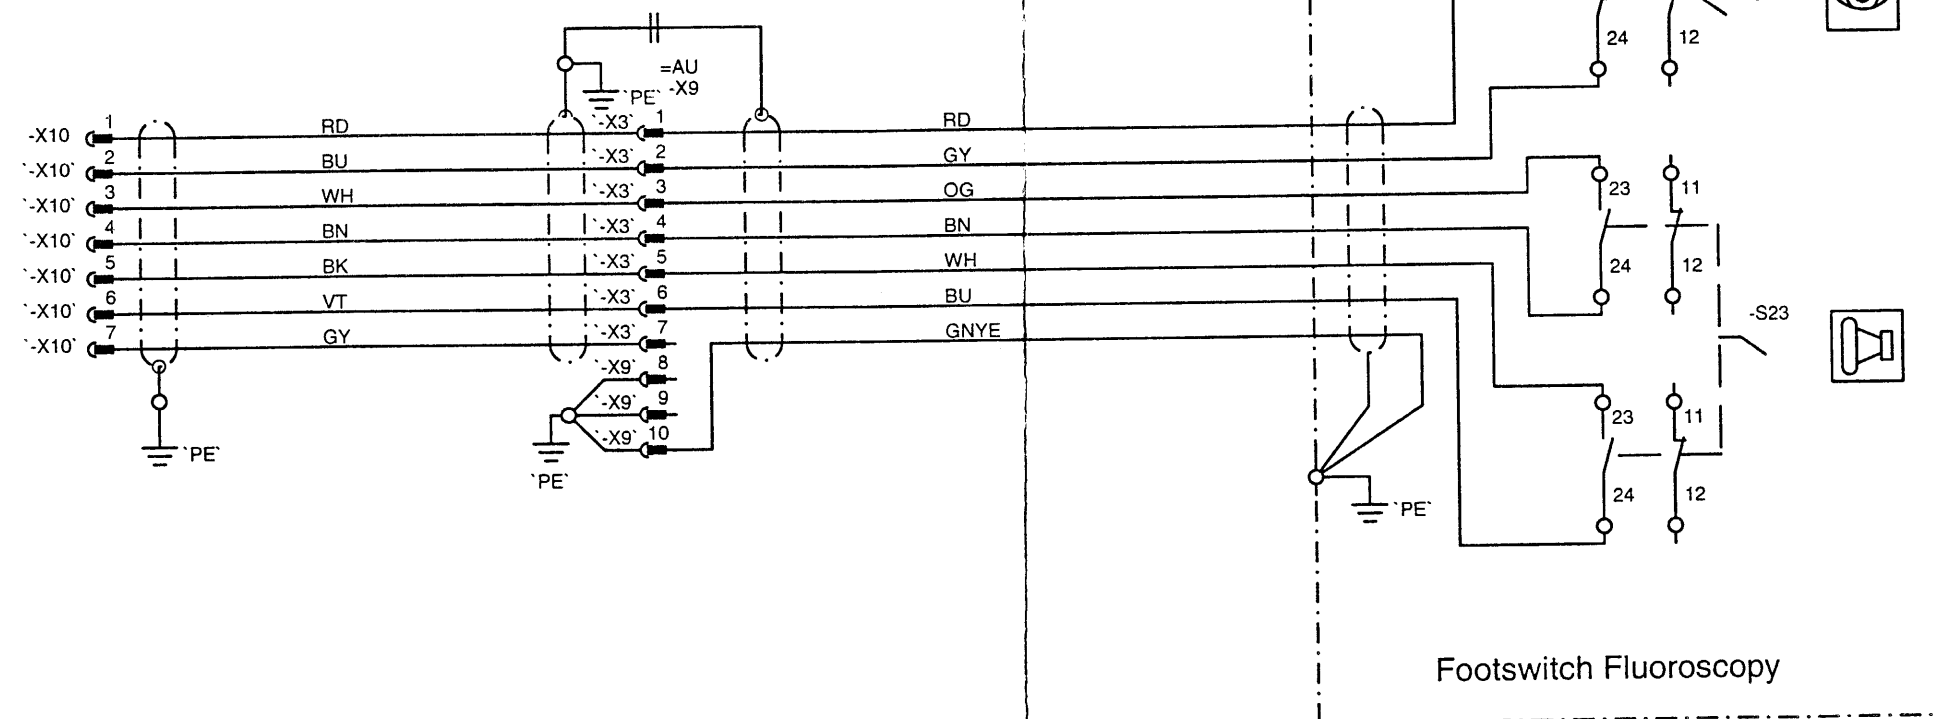 24 12
=AU
-X9
`PE`
-X10 1 RD `-X3` 1 RD
`-X10` 2 BU `-X3` 2 GY
`-X10` 3 WH `-X3` 3 OG 23 11
`-X10` 4 BN `-X3` 4 BN
`-X10` 5 BK `-X3` 5 WH 24 12
`-X10` 6 VT `-X3` 6 BU
-S23
`-X10` 7 GY `-X3` 7 GNYE
`-X9` 8
`-X9` 9
23 11
`-X9` 10
`PE`
`PE`
24 12
`PE`
Footswitch Fluoroscopy